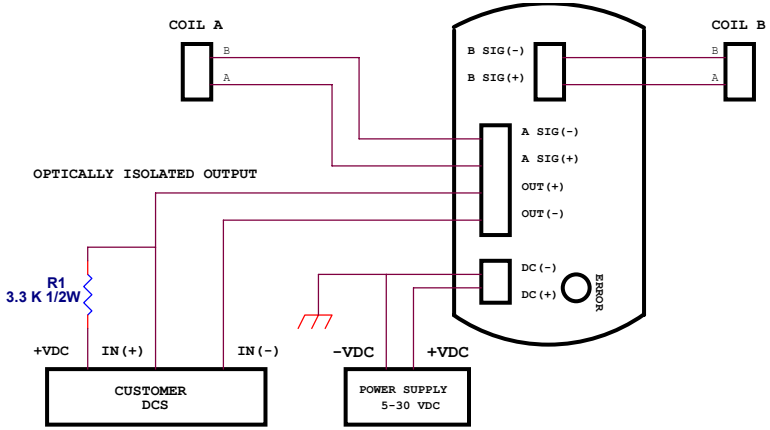 COIL A
COIL B
B
A
B SIG(-)
B SIG(+)
B
A
A SIG(-)
A SIG(+)
OUT(+)
OUT(-)
OPTICALLY ISOLATED OUTPUT
DC(-)
DC(+)
ERROR
R1
3.3 K 1/2W
+VDC
IN(+)
IN(-)
-VDC
+VDC
CUSTOMER
DCS
POWER SUPPLY
5-30 VDC